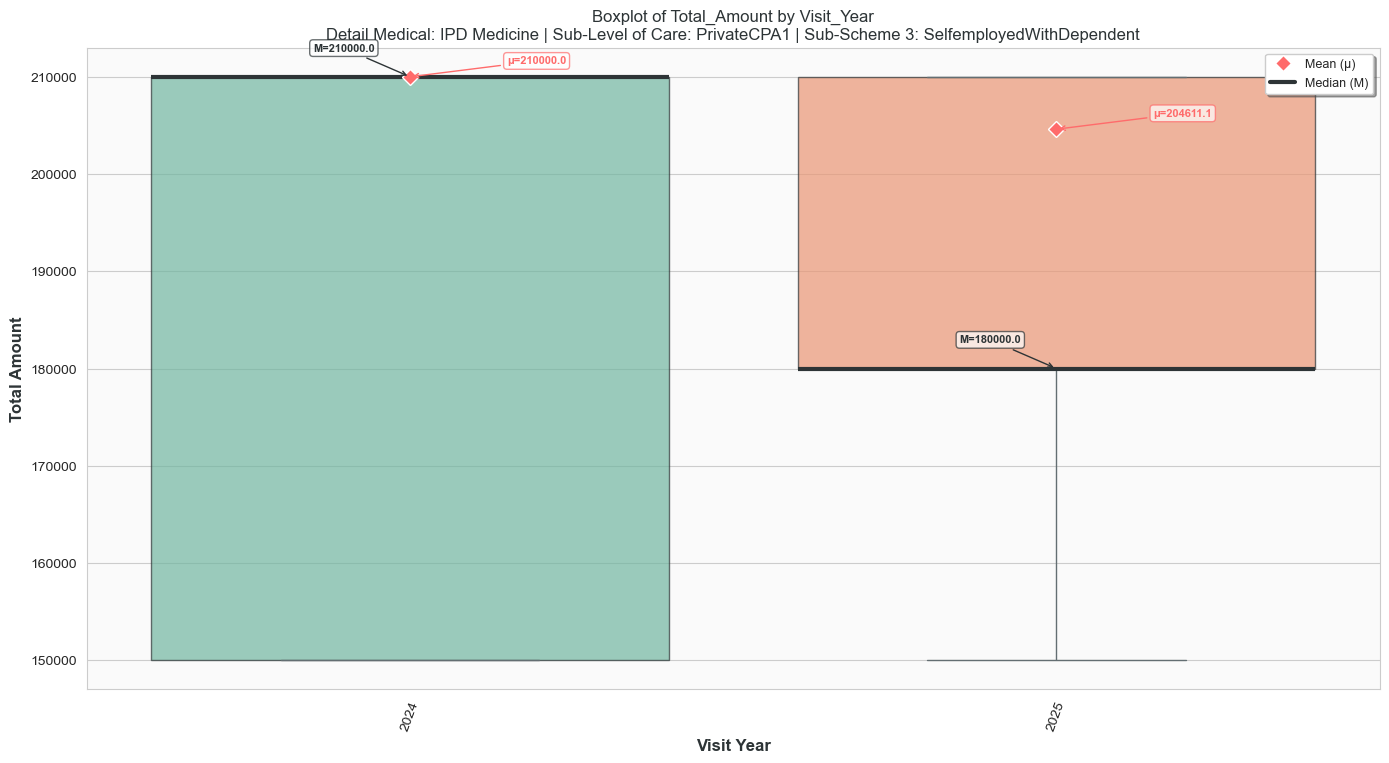 Boxplot of Total_Amount by Visit_Year
Detail Medical: IPD Medicine | Sub-Level of Care: PrivateCPA1 | Sub-Scheme 3: SelfemployedWithDependent
M=210000.0
μ=210000.0
Mean (μ)
Median (M)
μ=204611.1
M=180000.0
210000
200000
190000
180000
170000
160000
150000
Total Amount
2024
2025
Visit Year